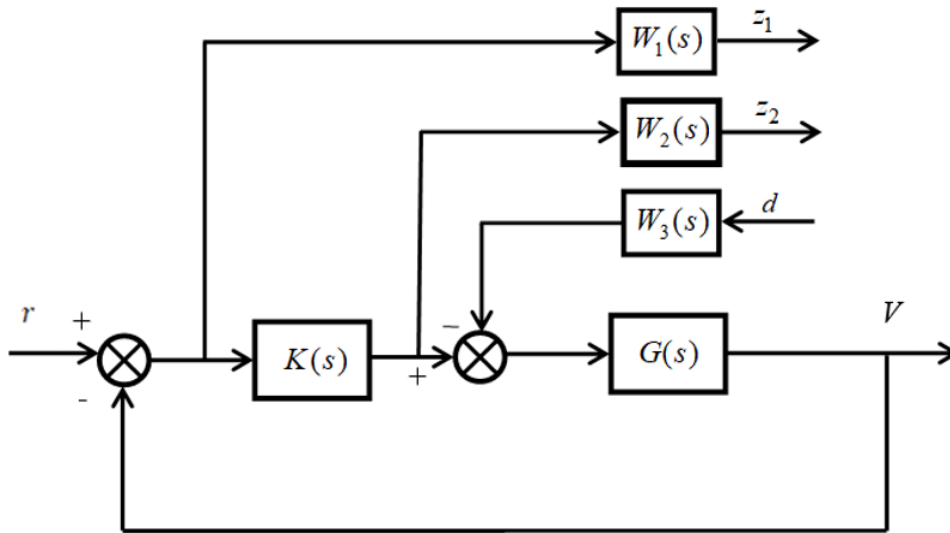 W₁(s)
z₁
W₂(s)
z₂
W₃(s)
d
r
+
-
K(s)
+
−
G(s)
V